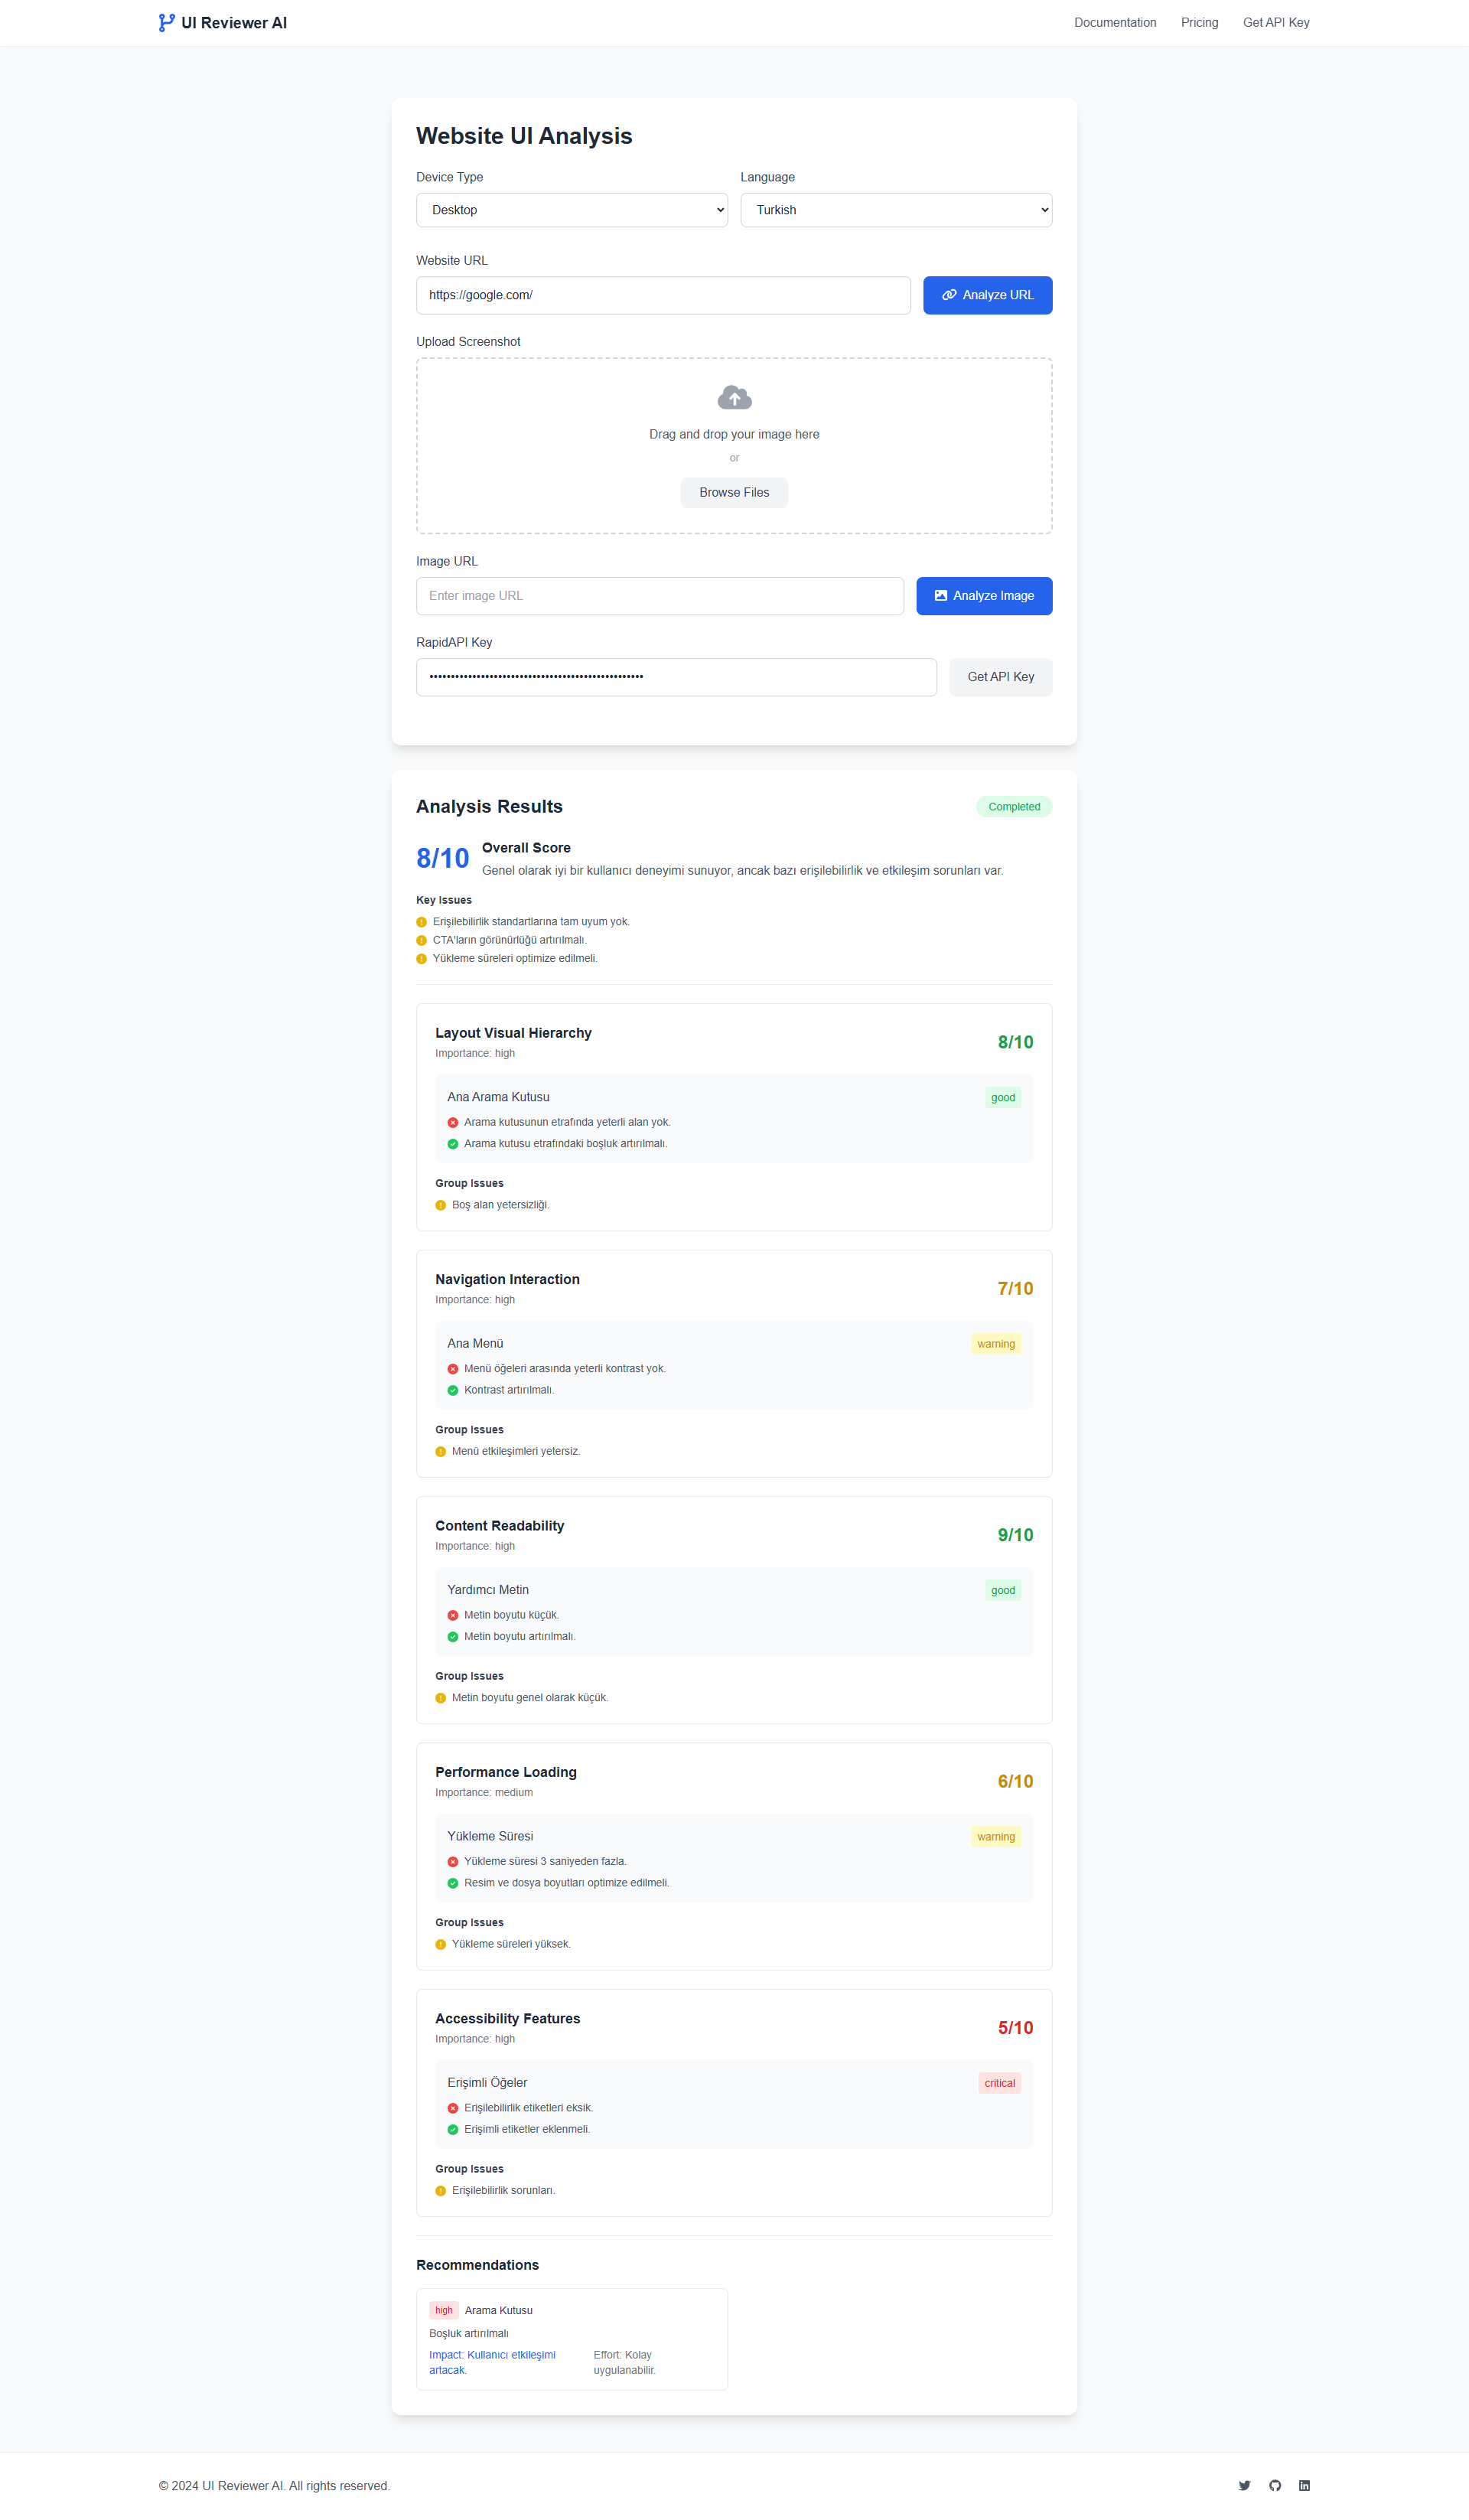 UI Reviewer AI
Documentation
Pricing
Get API Key
Website UI Analysis
Device Type
Language
Desktop
Turkish
Website URL
https://google.com/
Analyze URL
Upload Screenshot
Drag and drop your image here
or
Browse Files
Image URL
Enter image URL
Analyze Image
RapidAPI Key
Get API Key
Analysis Results
Completed
8/10
Overall Score
Genel olarak iyi bir kullanıcı deneyimi sunuyor, ancak bazı erişilebilirlik ve etkileşim sorunları var.
Key Issues
Erişilebilirlik standartlarına tam uyum yok.
CTA'ların görünürlüğü artırılmalı.
Yükleme süreleri optimize edilmeli.
Layout Visual Hierarchy
Importance: high
8/10
Ana Arama Kutusu
good
Arama kutusunun etrafında yeterli alan yok.
Arama kutusu etrafındaki boşluk artırılmalı.
Group Issues
Boş alan yetersizliği.
Navigation Interaction
Importance: high
7/10
Ana Menü
warning
Menü öğeleri arasında yeterli kontrast yok.
Kontrast artırılmalı.
Group Issues
Menü etkileşimleri yetersiz.
Content Readability
Importance: high
9/10
Yardımcı Metin
good
Metin boyutu küçük.
Metin boyutu artırılmalı.
Group Issues
Metin boyutu genel olarak küçük.
Performance Loading
Importance: medium
6/10
Yükleme Süresi
warning
Yükleme süresi 3 saniyeden fazla.
Resim ve dosya boyutları optimize edilmeli.
Group Issues
Yükleme süreleri yüksek.
Accessibility Features
Importance: high
5/10
Erişimli Öğeler
critical
Erişilebilirlik etiketleri eksik.
Erişimli etiketler eklenmeli.
Group Issues
Erişilebilirlik sorunları.
Recommendations
high
Arama Kutusu
Boşluk artırılmalı
Impact: Kullanıcı etkileşimi
artacak.
Effort: Kolay
uygulanabilir.
© 2024 UI Reviewer AI. All rights reserved.